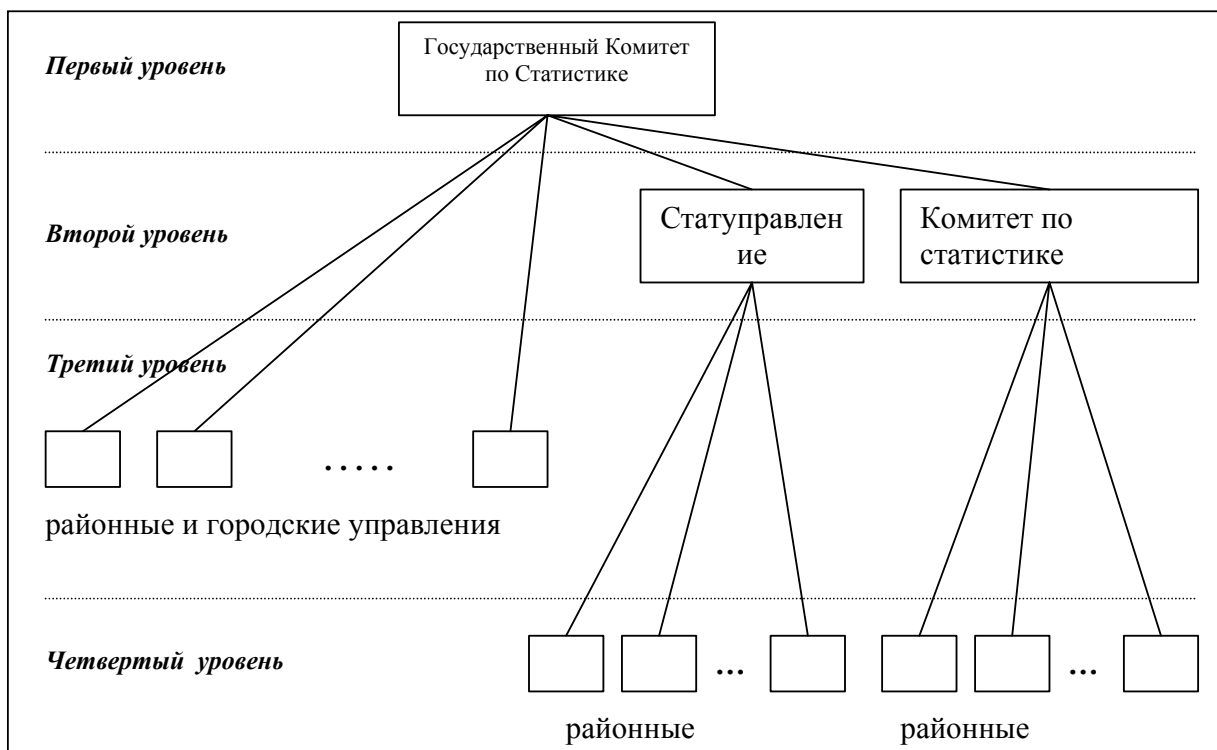 Государственный Комитет
по Статистике
Первый уровень
Второй уровень
Статуправлен
ие
Комитет по
статистике
Третий уровень
.....
районные и городские управления
Четвертый уровень
...
...
районные
районные